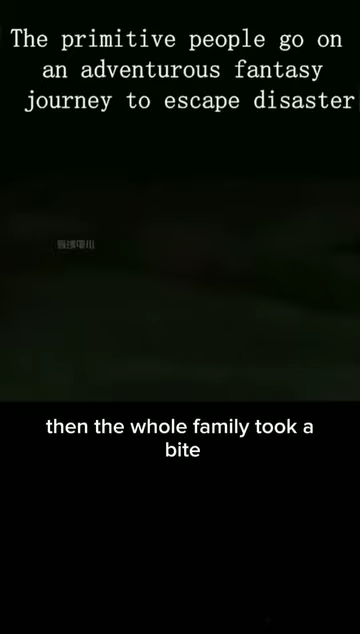 The primitive people go on
an adventurous fantasy
journey to escape disaster
then the whole family took a
bite